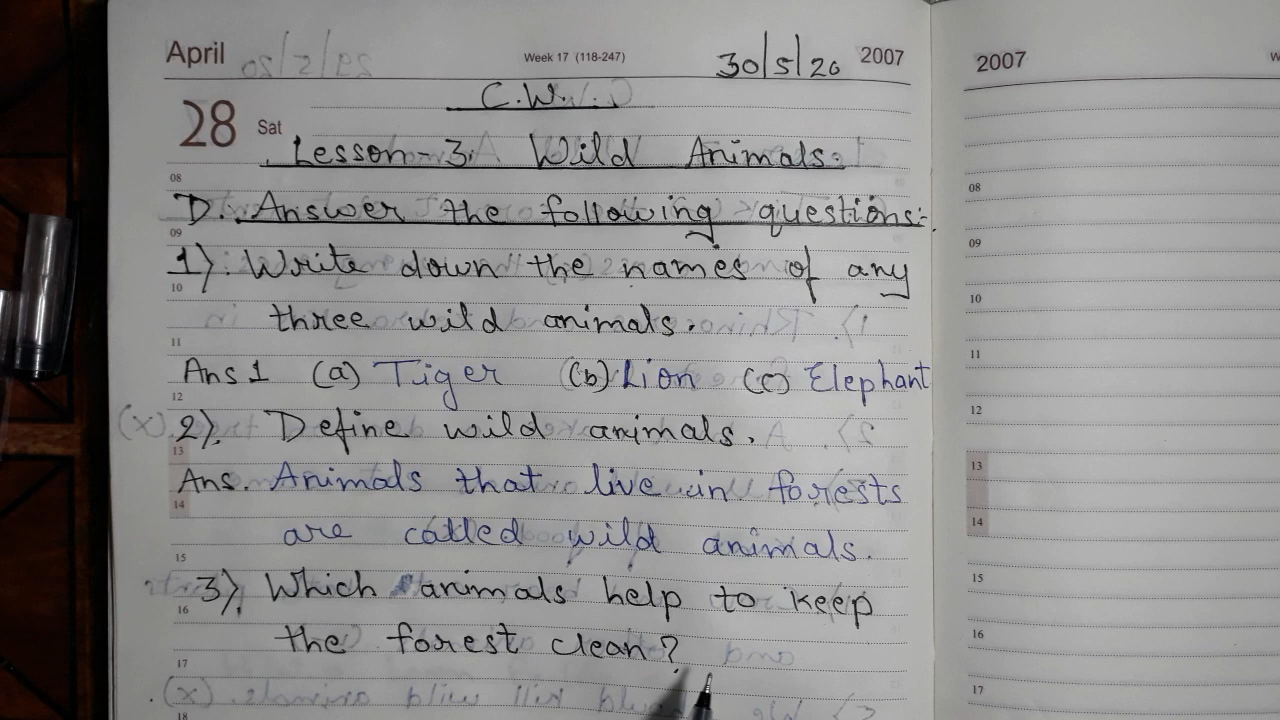 April Week 17 (118-247) 30/5/20 2007
28 Sat C.W.
Lesson-3. Wild Animals:-
08
D. Answer the following questions:-
09
1). Write down the names of any
10
three wild animals.
11
Ans 1 (a) Tiger (b) Lion (c) Elephant
12
2). Define wild animals.
13
Ans. Animals that live in forests
14
are called wild animals.
15
3). Which animals help to keep
16
the forest clean?
17
18
2007
08
09
10
11
12
13
14
15
16
17